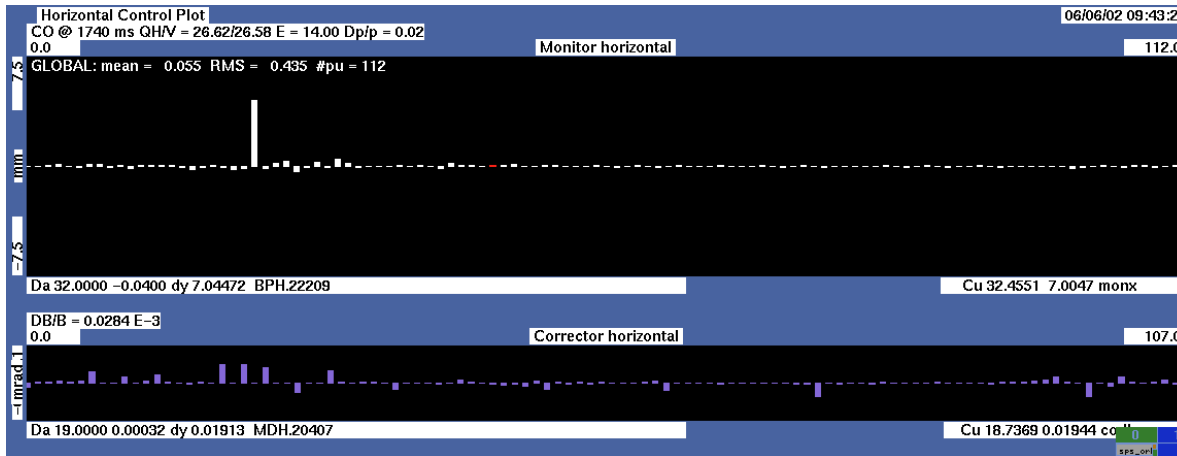 Horizontal Control Plot 06/06/02 09:43:2
CO @ 1740 ms QH/V = 26.62/26.58 E = 14.00 Dp/p = 0.02
0.0 Monitor horizontal 112.0
GLOBAL: mean = 0.055 RMS = 0.435 #pu = 112
7.5
mm
-7.5
Da 32.0000 -0.0400 dy 7.04472 BPH.22209 Cu 32.4551 7.0047 monx
DB/B = 0.0284 E-3
0.0 Corrector horizontal 107.0
mrad
Da 19.0000 0.00032 dy 0.01913 MDH.20407 Cu 18.7369 0.01944
0